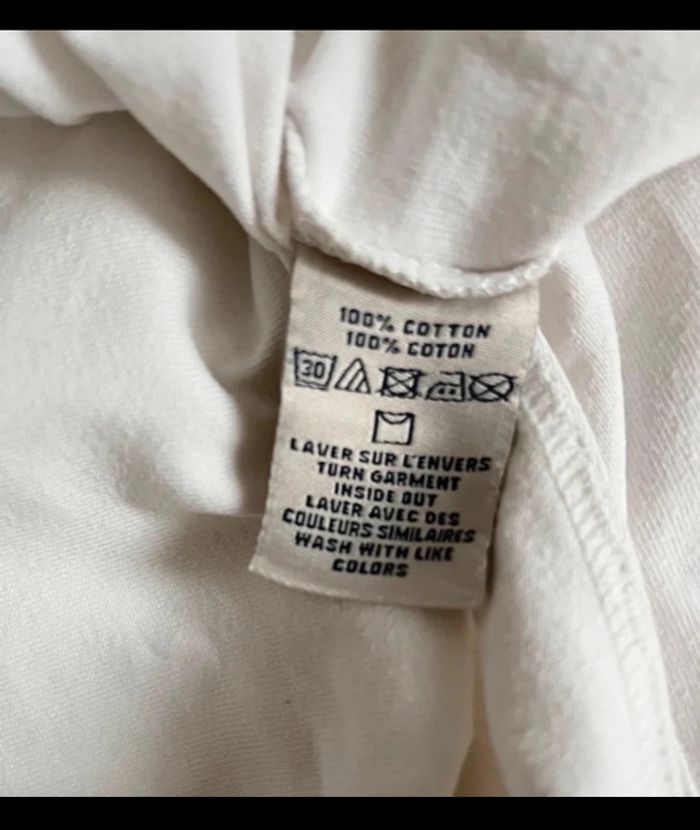 100% COTTON
100% COTON
30
LAVER SUR L'ENVERS
TURN GARMENT
INSIDE OUT
LAVER AVEC DES
COULEURS SIMILAIRES
WASH WITH LIKE
COLORS